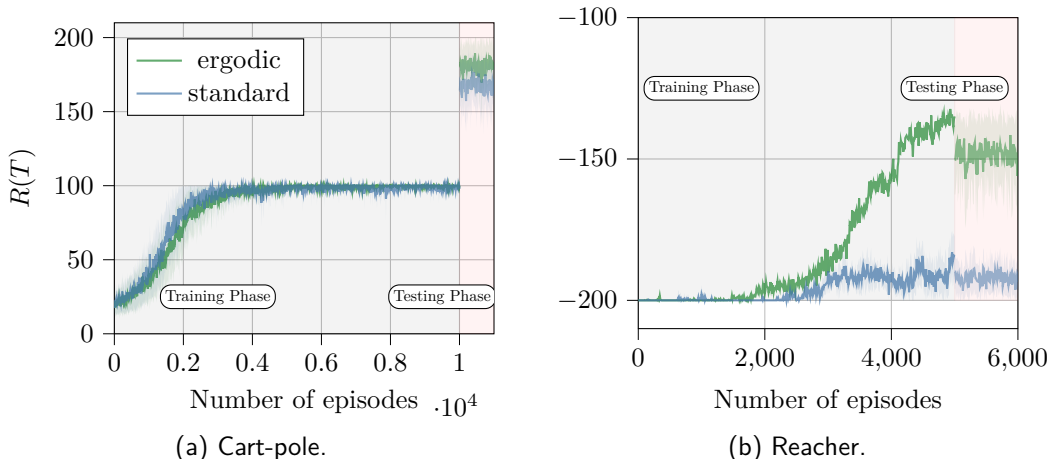 200
150
100
50
0
R(T)
ergodic
standard
Training Phase
Testing Phase
0 0.2 0.4 0.6 0.8 1
Number of episodes ·10⁴
(a) Cart-pole.
−100
−150
−200
Training Phase
Testing Phase
0 2,000 4,000 6,000
Number of episodes
(b) Reacher.